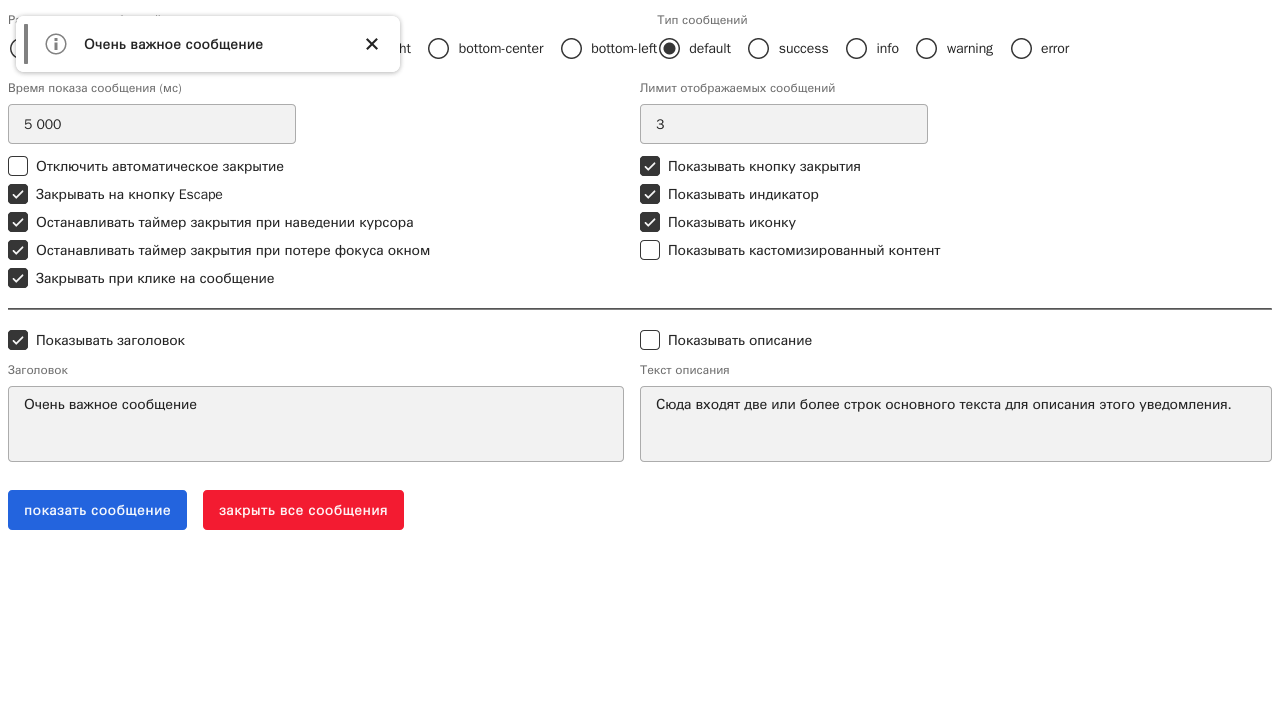 Тип сообщений
Очень важное сообщение
bottom-center
bottom-left
default
success
info
warning
error
Время показа сообщения (мс)
Лимит отображаемых сообщений
5 000
3
Отключить автоматическое закрытие
Показывать кнопку закрытия
Закрывать на кнопку Escape
Показывать индикатор
Останавливать таймер закрытия при наведении курсора
Показывать иконку
Останавливать таймер закрытия при потере фокуса окном
Показывать кастомизированный контент
Закрывать при клике на сообщение
Показывать заголовок
Показывать описание
Заголовок
Текст описания
Очень важное сообщение
Сюда входят две или более строк основного текста для описания этого уведомления.
показать сообщение
закрыть все сообщения